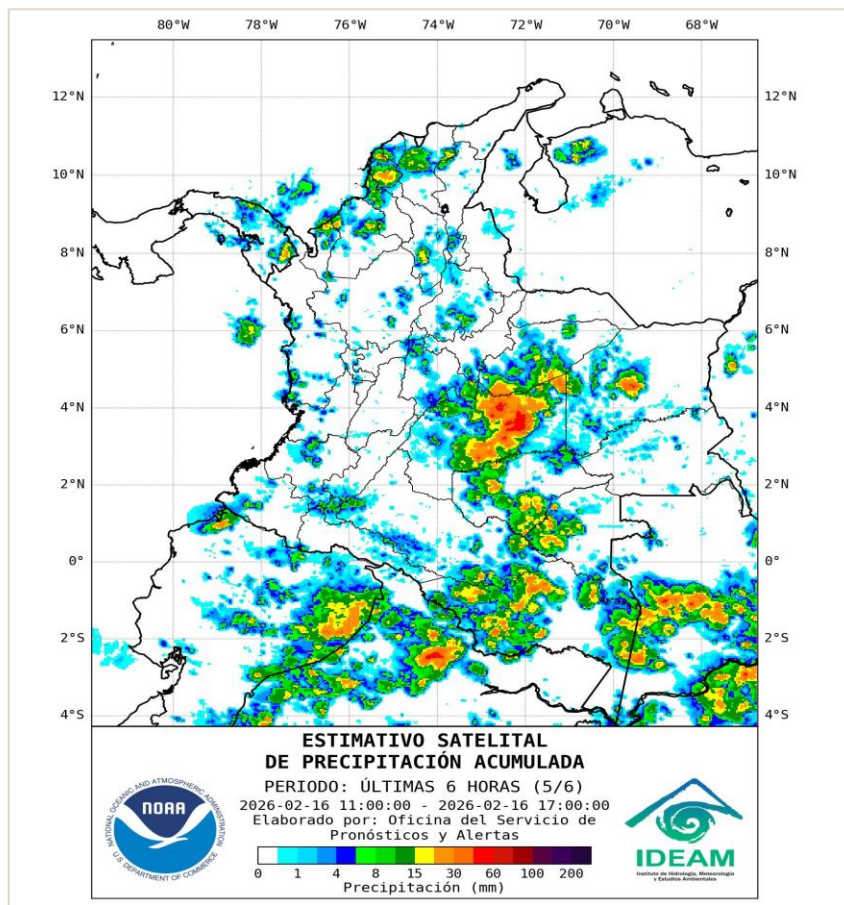 80°W 78°W 76°W 74°W 72°W 70°W 68°W
12°N 12°N
10°N 10°N
8°N 8°N
6°N 6°N
4°N 4°N
2°N 2°N
0° 0°
2°S 2°S
4°S 4°S
ESTIMATIVO SATELITAL
DE PRECIPITACIÓN ACUMULADA
PERIODO: ÚLTIMAS 6 HORAS (5/6)
2026-02-16 11:00:00 - 2026-02-16 17:00:00
Elaborado por: Oficina del Servicio de
Pronósticos y Alertas
0 1 4 8 15 30 60 100 200
Precipitación (mm)
NATIONAL OCEANIC AND ATMOSPHERIC ADMINISTRATION
NOAA
U.S. DEPARTMENT OF COMMERCE
IDEAM
Instituto de Hidrología, Meteorología
y Estudios Ambientales